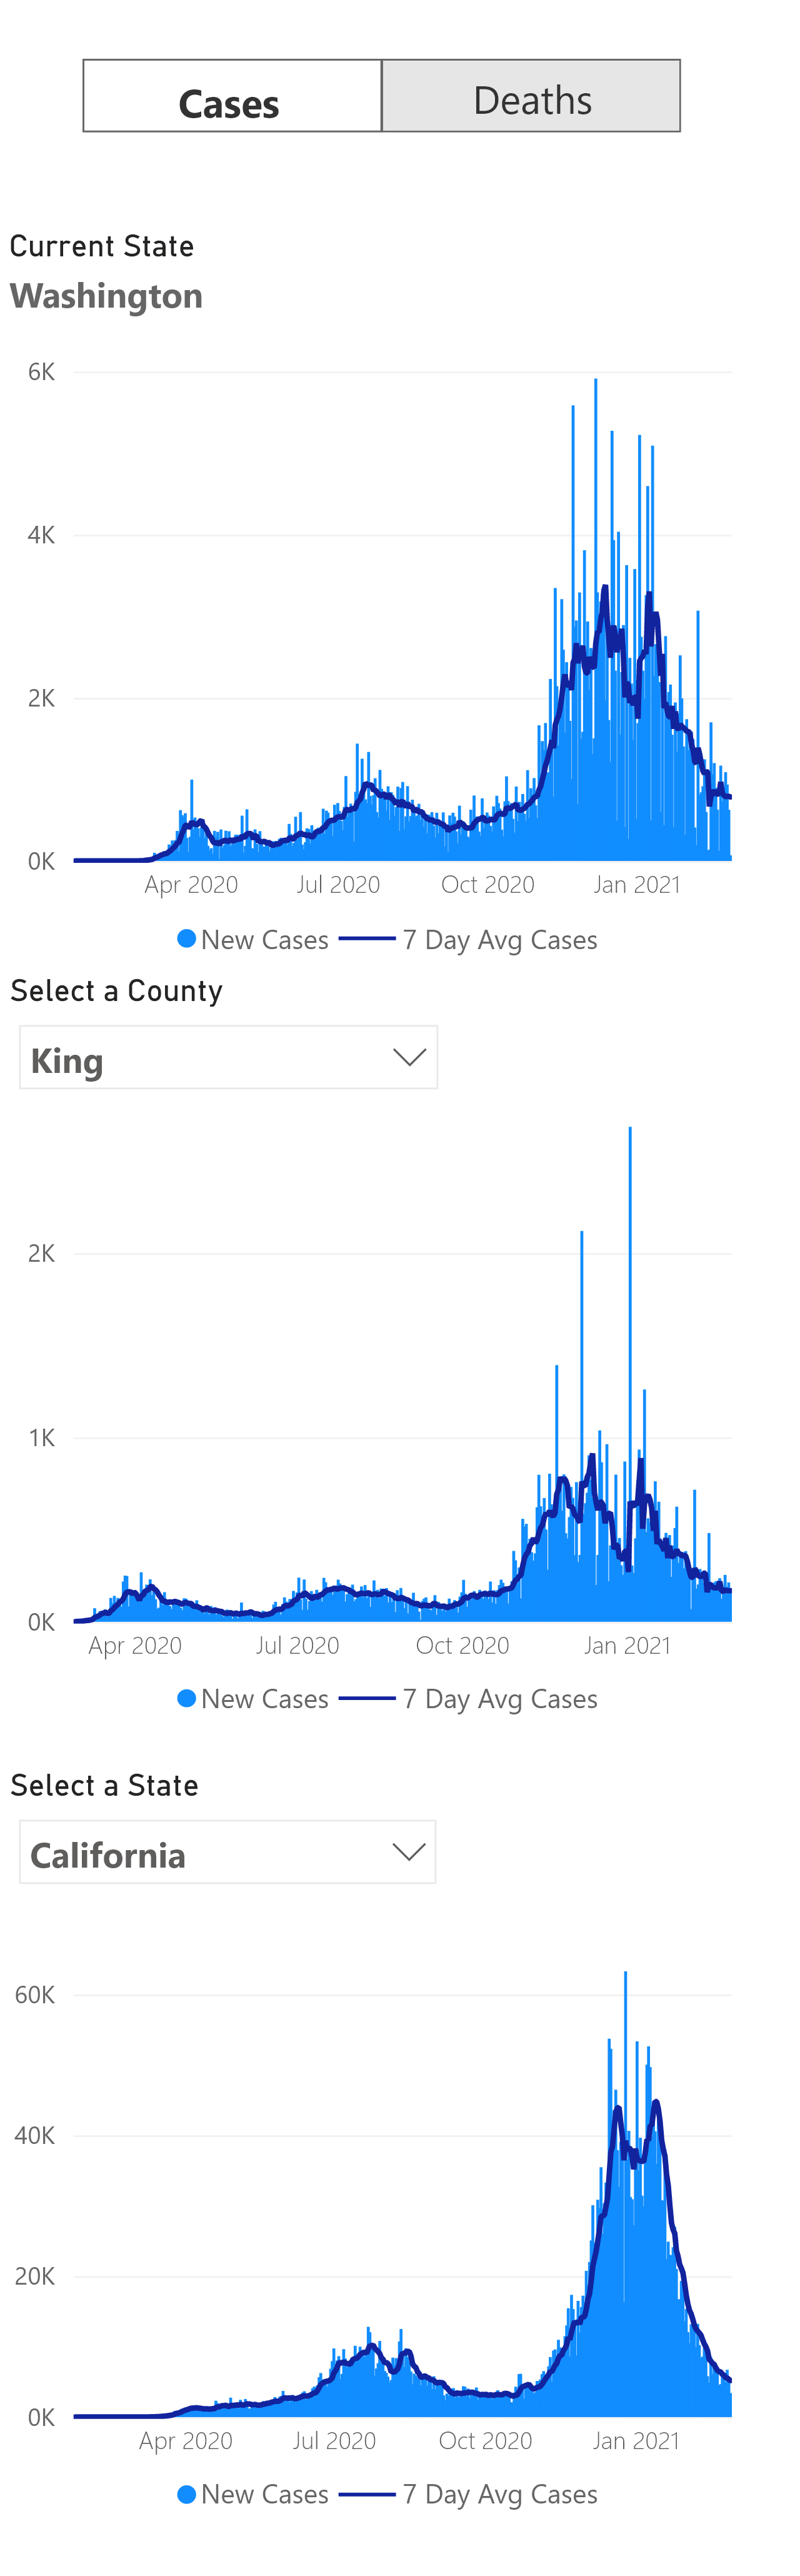 Cases Deaths
Current State
Washington
6K
4K
2K
0K
Apr 2020 Jul 2020 Oct 2020 Jan 2021
New Cases 7 Day Avg Cases
Select a County
King
2K
1K
0K
Apr 2020 Jul 2020 Oct 2020 Jan 2021
New Cases 7 Day Avg Cases
Select a State
California
60K
40K
20K
0K
Apr 2020 Jul 2020 Oct 2020 Jan 2021
New Cases 7 Day Avg Cases